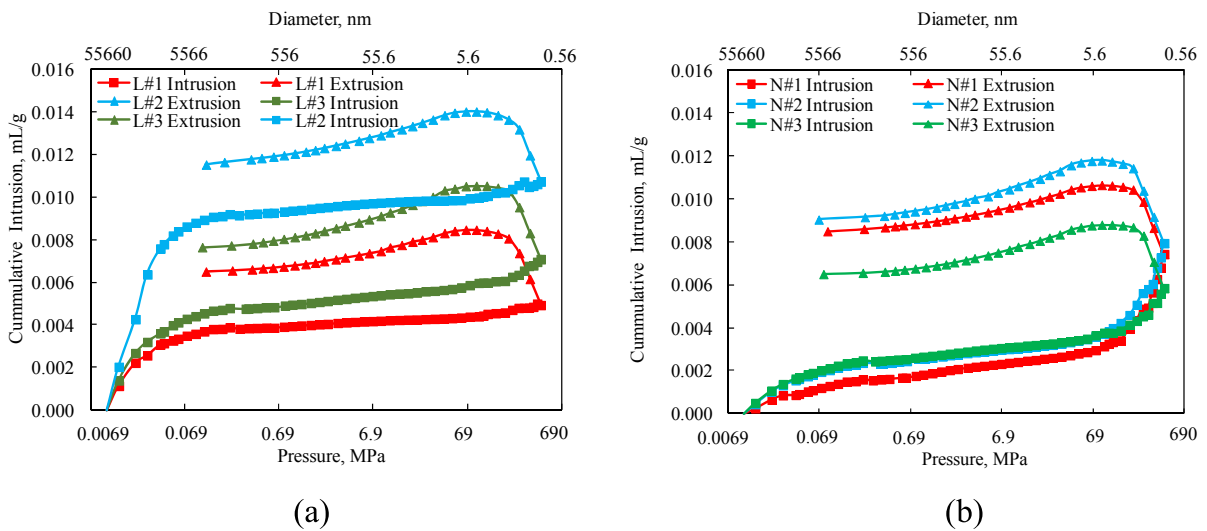 Diameter, nm
55660 5566 556 55.6 5.6 0.56
0.016
0.014
0.012
0.010
0.008
0.006
0.004
0.002
0.000
Cummulative Intrusion, mL/g
L#1 Intrusion L#1 Extrusion
L#2 Extrusion L#3 Intrusion
L#3 Extrusion L#2 Intrusion
0.0069 0.069 0.69 6.9 69 690
Pressure, MPa
(a)
Diameter, nm
55660 5566 556 55.6 5.6 0.56
0.016
0.014
0.012
0.010
0.008
0.006
0.004
0.002
0.000
Cummulative Intrusion, mL/g
N#1 Intrusion N#1 Extrusion
N#2 Intrusion N#2 Extrusion
N#3 Intrusion N#3 Extrusion
0.0069 0.069 0.69 6.9 69 690
Pressure, MPa
(b)